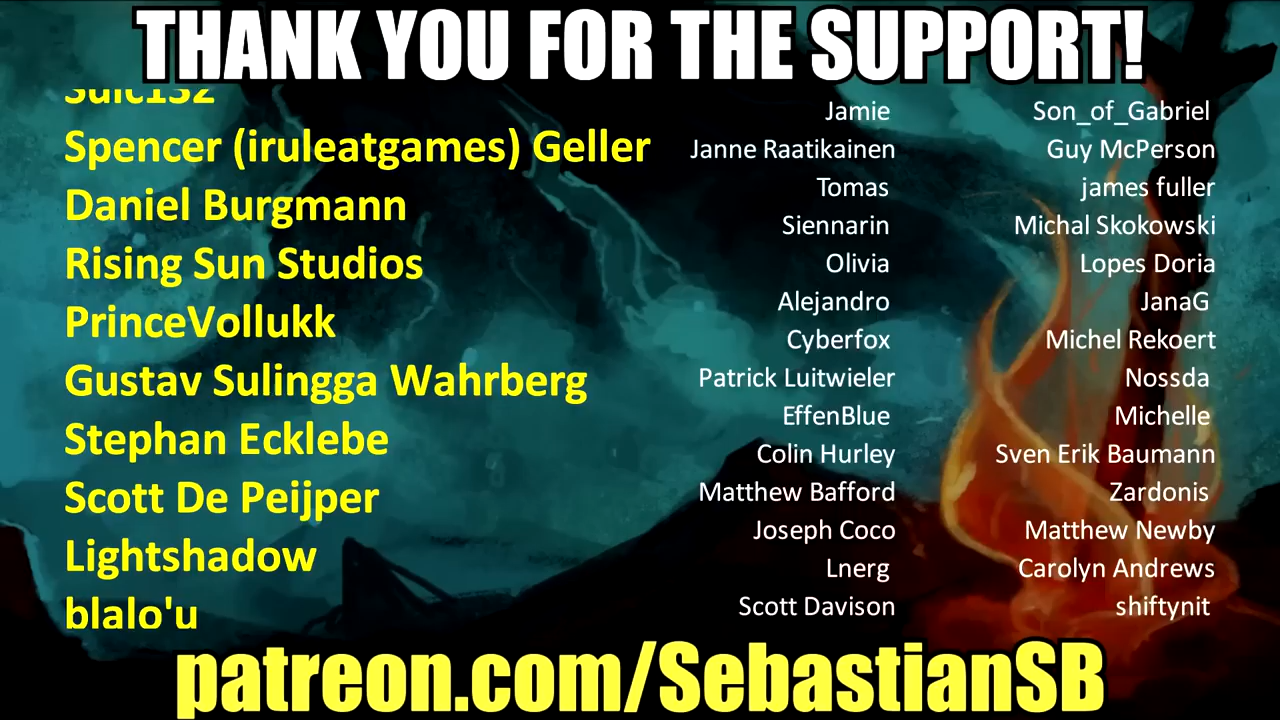 THANK YOU FOR THE SUPPORT!
Spencer (iruleatgames) Geller
Daniel Burgmann
Rising Sun Studios
PrinceVollukk
Gustav Sulingga Wahrberg
Stephan Ecklebe
Scott De Peijper
Lightshadow
blalo'u
Jamie
Janne Raatikainen
Tomas
Siennarin
Olivia
Alejandro
Cyberfox
Patrick Luitwieler
EffenBlue
Colin Hurley
Matthew Bafford
Joseph Coco
Lnerg
Scott Davison
Son_of_Gabriel
Guy McPerson
james fuller
Michal Skokowski
Lopes Doria
JanaG
Michel Rekoert
Nossda
Michelle
Sven Erik Baumann
Zardonis
Matthew Newby
Carolyn Andrews
shiftynit
patreon.com/SebastianSB